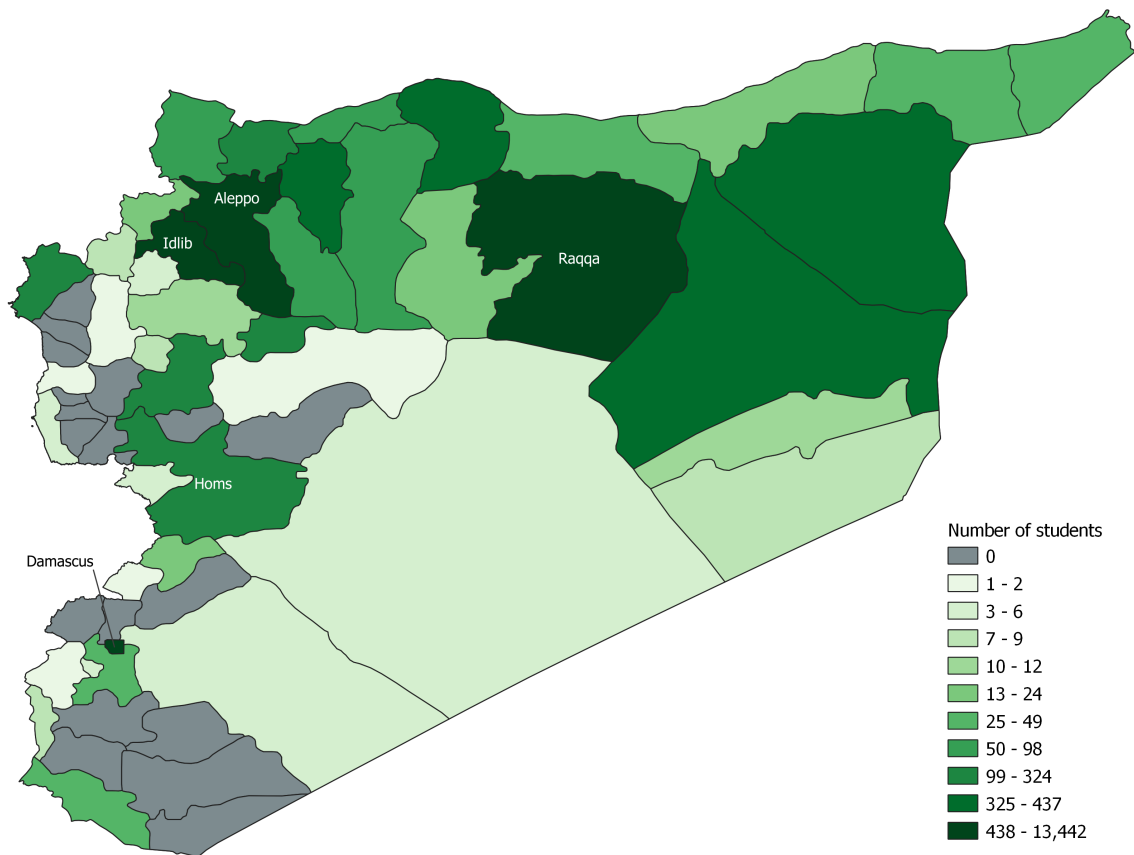 Aleppo
Idlib
Raqqa
Homs
Damascus
Number of students
0
1 - 2
3 - 6
7 - 9
10 - 12
13 - 24
25 - 49
50 - 98
99 - 324
325 - 437
438 - 13,442